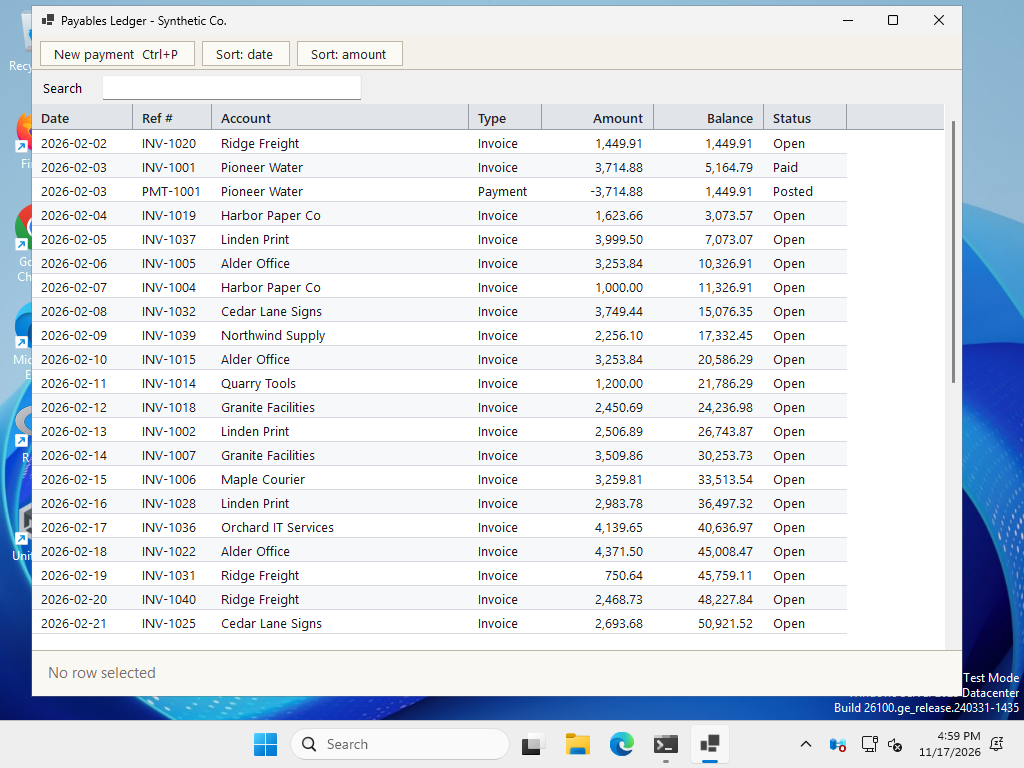 Payables Ledger - Synthetic Co.
New payment Ctrl+P Sort: date Sort: amount
Search
Date Ref # Account Type Amount Balance Status
2026-02-02 INV-1020 Ridge Freight Invoice 1,449.91 1,449.91 Open
2026-02-03 INV-1001 Pioneer Water Invoice 3,714.88 5,164.79 Paid
2026-02-03 PMT-1001 Pioneer Water Payment -3,714.88 1,449.91 Posted
2026-02-04 INV-1019 Harbor Paper Co Invoice 1,623.66 3,073.57 Open
2026-02-05 INV-1037 Linden Print Invoice 3,999.50 7,073.07 Open
2026-02-06 INV-1005 Alder Office Invoice 3,253.84 10,326.91 Open
2026-02-07 INV-1004 Harbor Paper Co Invoice 1,000.00 11,326.91 Open
2026-02-08 INV-1032 Cedar Lane Signs Invoice 3,749.44 15,076.35 Open
2026-02-09 INV-1039 Northwind Supply Invoice 2,256.10 17,332.45 Open
2026-02-10 INV-1015 Alder Office Invoice 3,253.84 20,586.29 Open
2026-02-11 INV-1014 Quarry Tools Invoice 1,200.00 21,786.29 Open
2026-02-12 INV-1018 Granite Facilities Invoice 2,450.69 24,236.98 Open
2026-02-13 INV-1002 Linden Print Invoice 2,506.89 26,743.87 Open
2026-02-14 INV-1007 Granite Facilities Invoice 3,509.86 30,253.73 Open
2026-02-15 INV-1006 Maple Courier Invoice 3,259.81 33,513.54 Open
2026-02-16 INV-1028 Linden Print Invoice 2,983.78 36,497.32 Open
2026-02-17 INV-1036 Orchard IT Services Invoice 4,139.65 40,636.97 Open
2026-02-18 INV-1022 Alder Office Invoice 4,371.50 45,008.47 Open
2026-02-19 INV-1031 Ridge Freight Invoice 750.64 45,759.11 Open
2026-02-20 INV-1040 Ridge Freight Invoice 2,468.73 48,227.84 Open
2026-02-21 INV-1025 Cedar Lane Signs Invoice 2,693.68 50,921.52 Open
No row selected
Test Mode
Datacenter
Build 26100.ge_release.240331-1435
Search
4:59 PM
11/17/2026